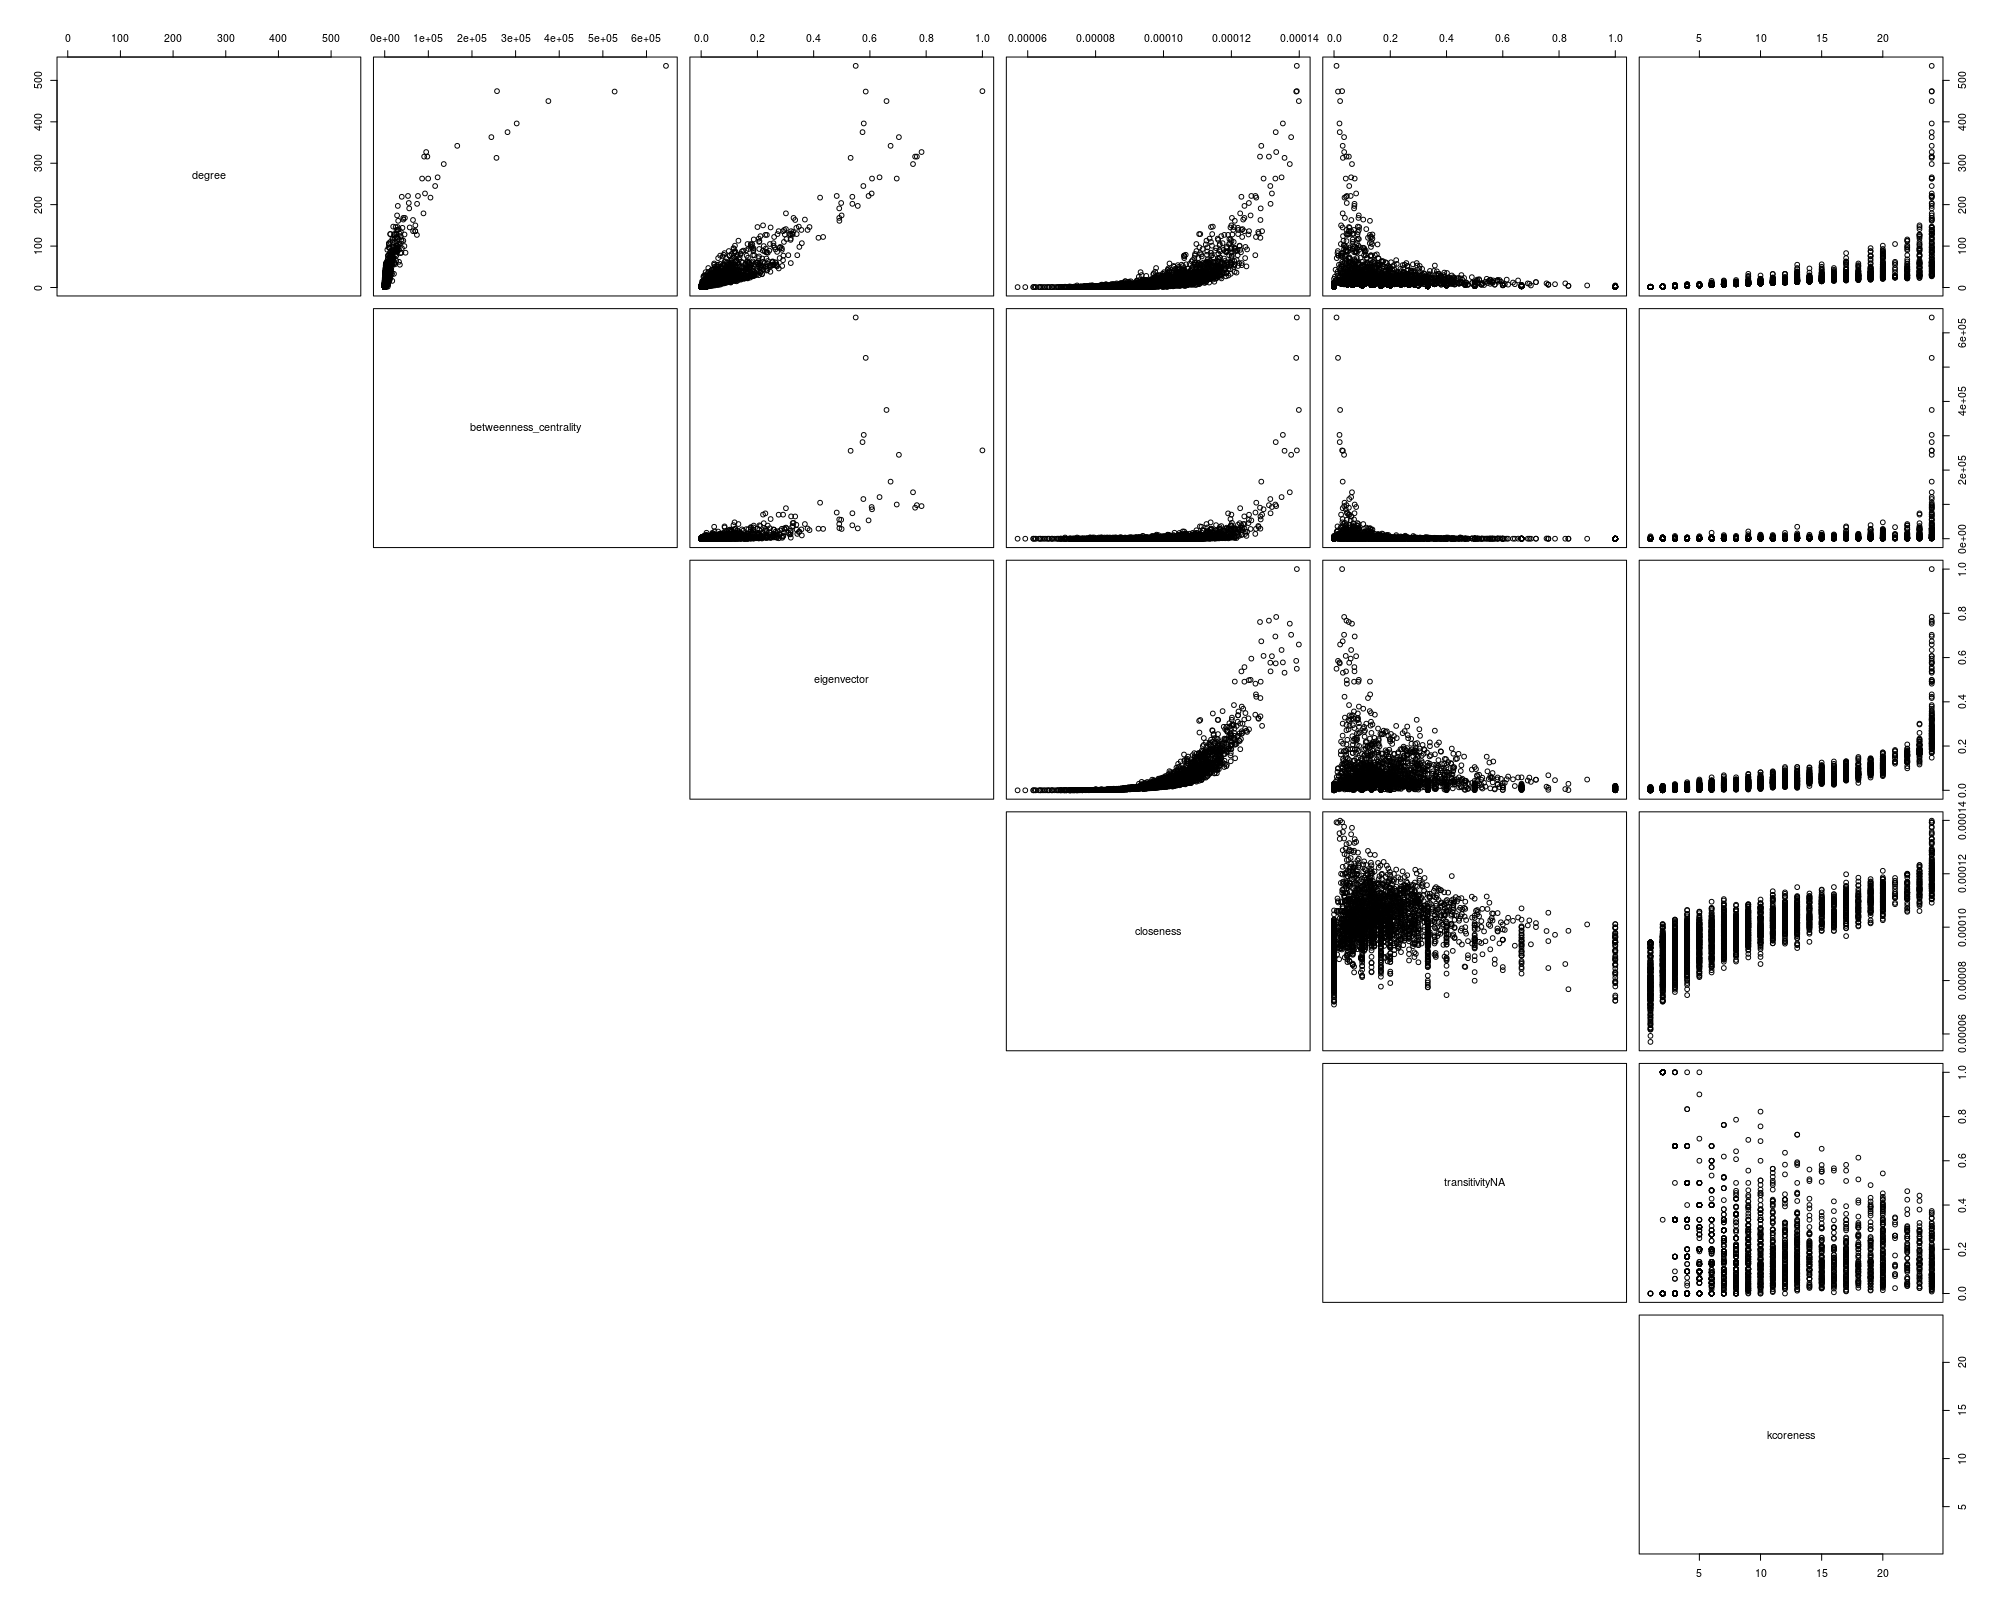 0 100 200 300 400 500 0e+00 1e+05 2e+05 3e+05 4e+05 5e+05 6e+05 0.0 0.2 0.4 0.6 0.8 1.0 0.00006 0.00008 0.00010 0.00012 0.00014 0.0 0.2 0.4 0.6 0.8 1.0 5 10 15 20
0 100 200 300 400 500
degree
0 100 200 300 400 500
betweenness_centrality
0e+00 2e+05 4e+05 6e+05
eigenvector
0.0 0.2 0.4 0.6 0.8 1.0
closeness
0.00006 0.00008 0.00010 0.00012 0.00014
transitivityNA
0.0 0.2 0.4 0.6 0.8 1.0
kcoreness
5 10 15 20
5 10 15 20